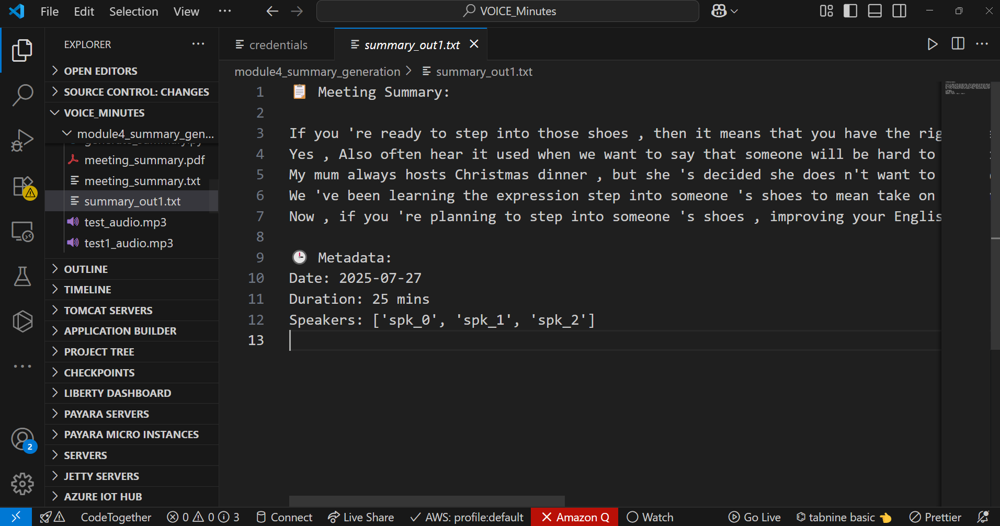 File Edit Selection View ··· VOICE_Minutes
EXPLORER ···
OPEN EDITORS
SOURCE CONTROL: CHANGES
VOICE_MINUTES
module4_summary_gen...
generate_summary.py
meeting_summary.pdf
meeting_summary.txt
summary_out1.txt
test_audio.mp3
test1_audio.mp3
OUTLINE
TIMELINE
TOMCAT SERVERS
APPLICATION BUILDER
PROJECT TREE
CHECKPOINTS
LIBERTY DASHBOARD
PAYARA SERVERS
PAYARA MICRO INSTANCES
SERVERS
JETTY SERVERS
AZURE IOT HUB
2
credentials summary_out1.txt
module4_summary_generation > summary_out1.txt
1 📋 Meeting Summary:
2
3 If you 're ready to step into those shoes , then it means that you have the rig
4 Yes , Also often hear it used when we want to say that someone will be hard to
5 My mum always hosts Christmas dinner , but she 's decided she does n't want to
6 We 've been learning the expression step into someone 's shoes to mean take on
7 Now , if you 're planning to step into someone 's shoes , improving your Englis
8
9 🕒 Metadata:
10 Date: 2025-07-27
11 Duration: 25 mins
12 Speakers: ['spk_0', 'spk_1', 'spk_2']
13
CodeTogether 0 0 3 Connect Live Share AWS: profile:default Amazon Q Watch Go Live tabnine basic 👈 Prettier